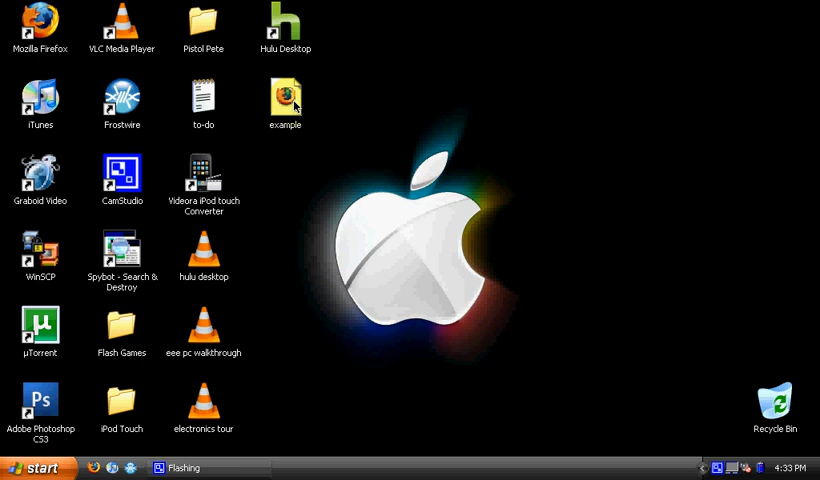 Mozilla Firefox
VLC Media Player
Pistol Pete
Hulu Desktop
iTunes
Frostwire
to-do
example
Graboid Video
CamStudio
Videora iPod touch
Converter
WinSCP
Spybot - Search &
Destroy
hulu desktop
µTorrent
Flash Games
eee pc walkthrough
Ps
Adobe Photoshop
CS3
iPod Touch
electronics tour
Recycle Bin
start
Flashing
4:33 PM